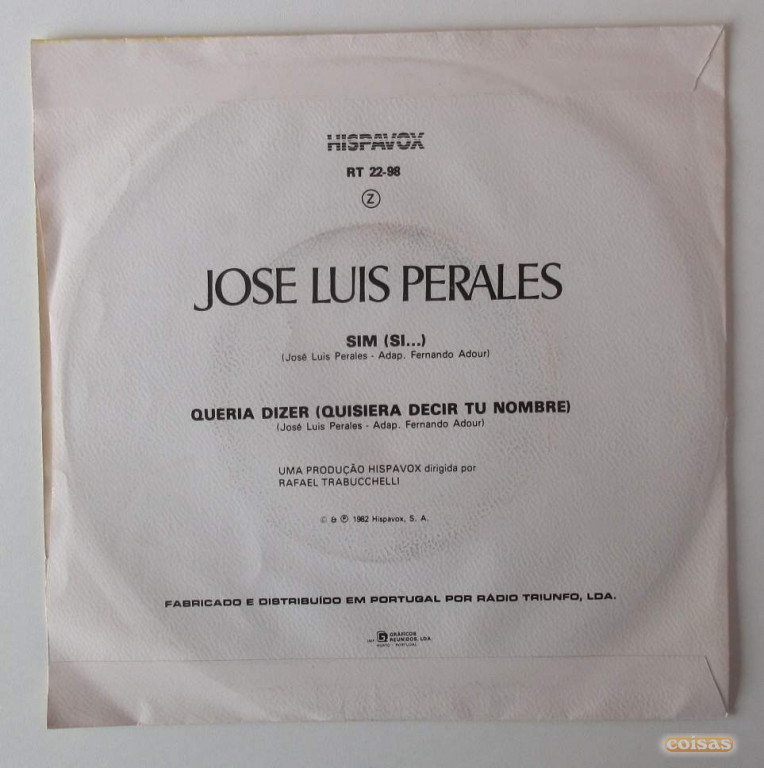 HISPAVOX
RT 22-98
Z
JOSE LUIS PERALES
SIM (SI...)
(José Luis Perales - Adap. Fernando Adour)
QUERIA DIZER (QUISIERA DECIR TU NOMBRE)
(José Luis Perales - Adap. Fernando Adour)
UMA PRODUÇÃO HISPAVOX dirigida por
RAFAEL TRABUCCHELLI
© & ℗ 1982 Hispavox, S. A.
FABRICADO E DISTRIBUÍDO EM PORTUGAL POR RÁDIO TRIUNFO, LDA.
GRÁFICOS
REUNIDOS, LDA.
PORTO - PORTUGAL
coisas